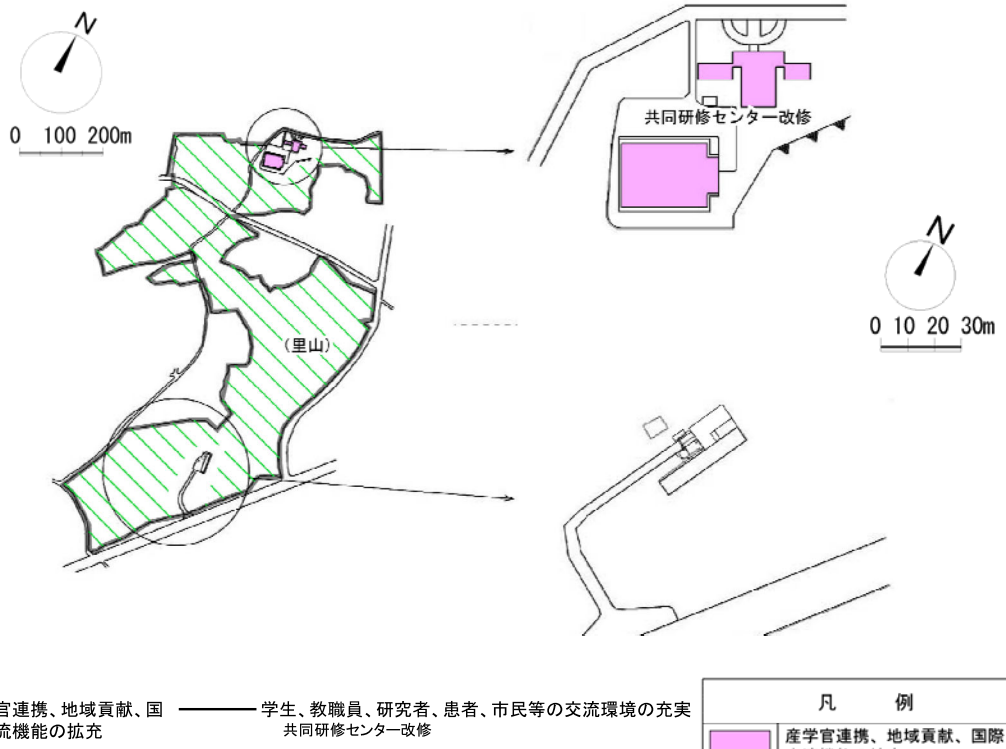 N
0 100 200m
共同研修センター改修
(里山)
N
0 10 20 30m
官連携、地域貢献、国
流機能の拡充
学生、教職員、研究者、患者、市民等の交流環境の充実
共同研修センター改修
凡 例
産学官連携、地域貢献、国際